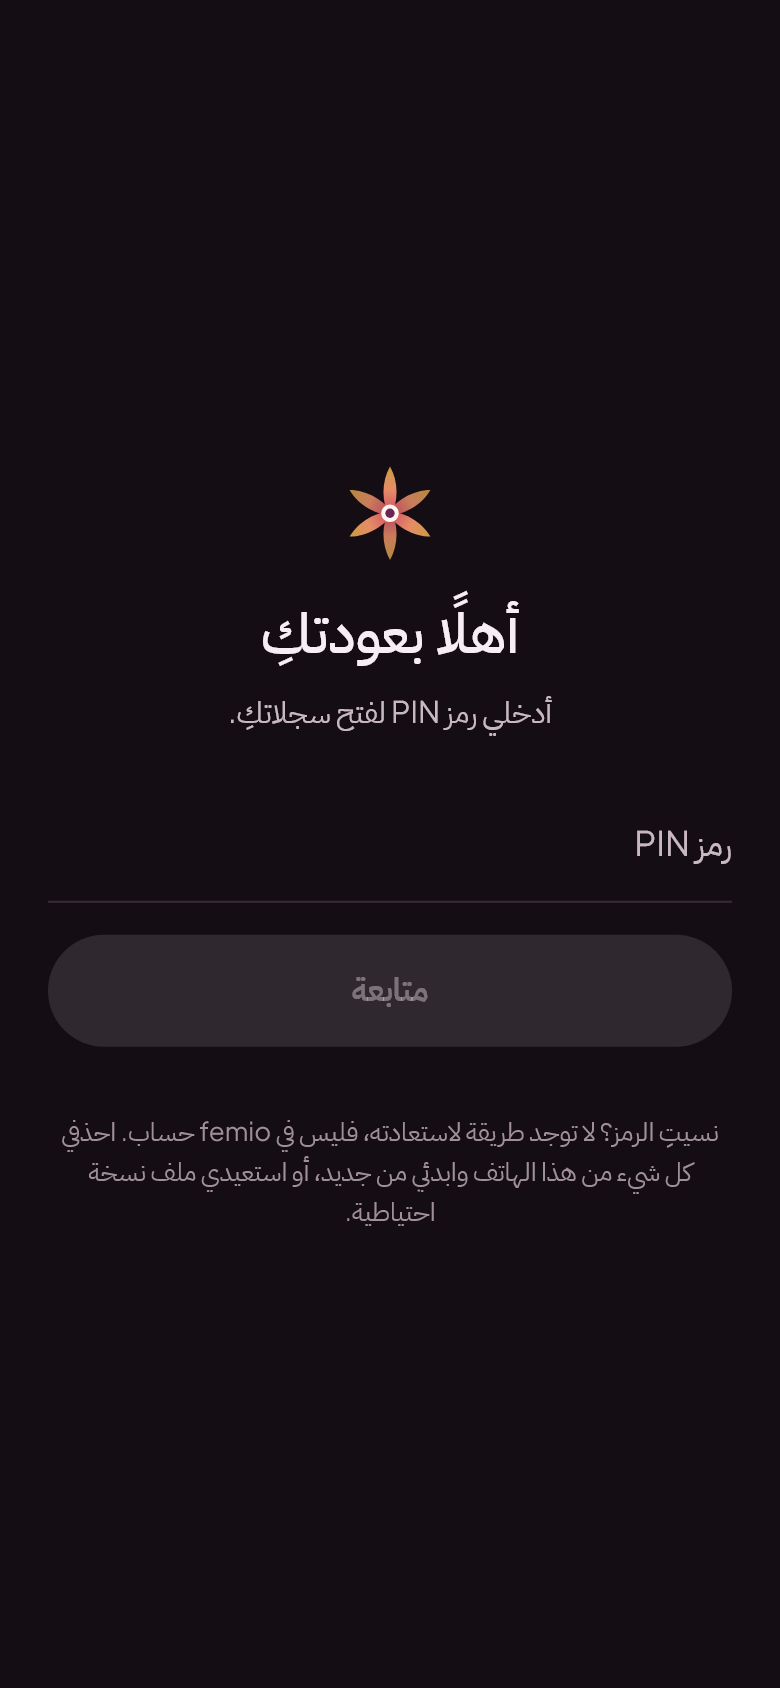 أهلًا بعودتكِ
أدخلي رمز PIN لفتح سجلاتكِ.
رمز PIN
متابعة
نسيتِ الرمز؟ لا توجد طريقة لاستعادته، فليس في femio حساب. احذفي
كل شيء من هذا الهاتف وابدئي من جديد، أو استعيدي ملف نسخة
احتياطية.